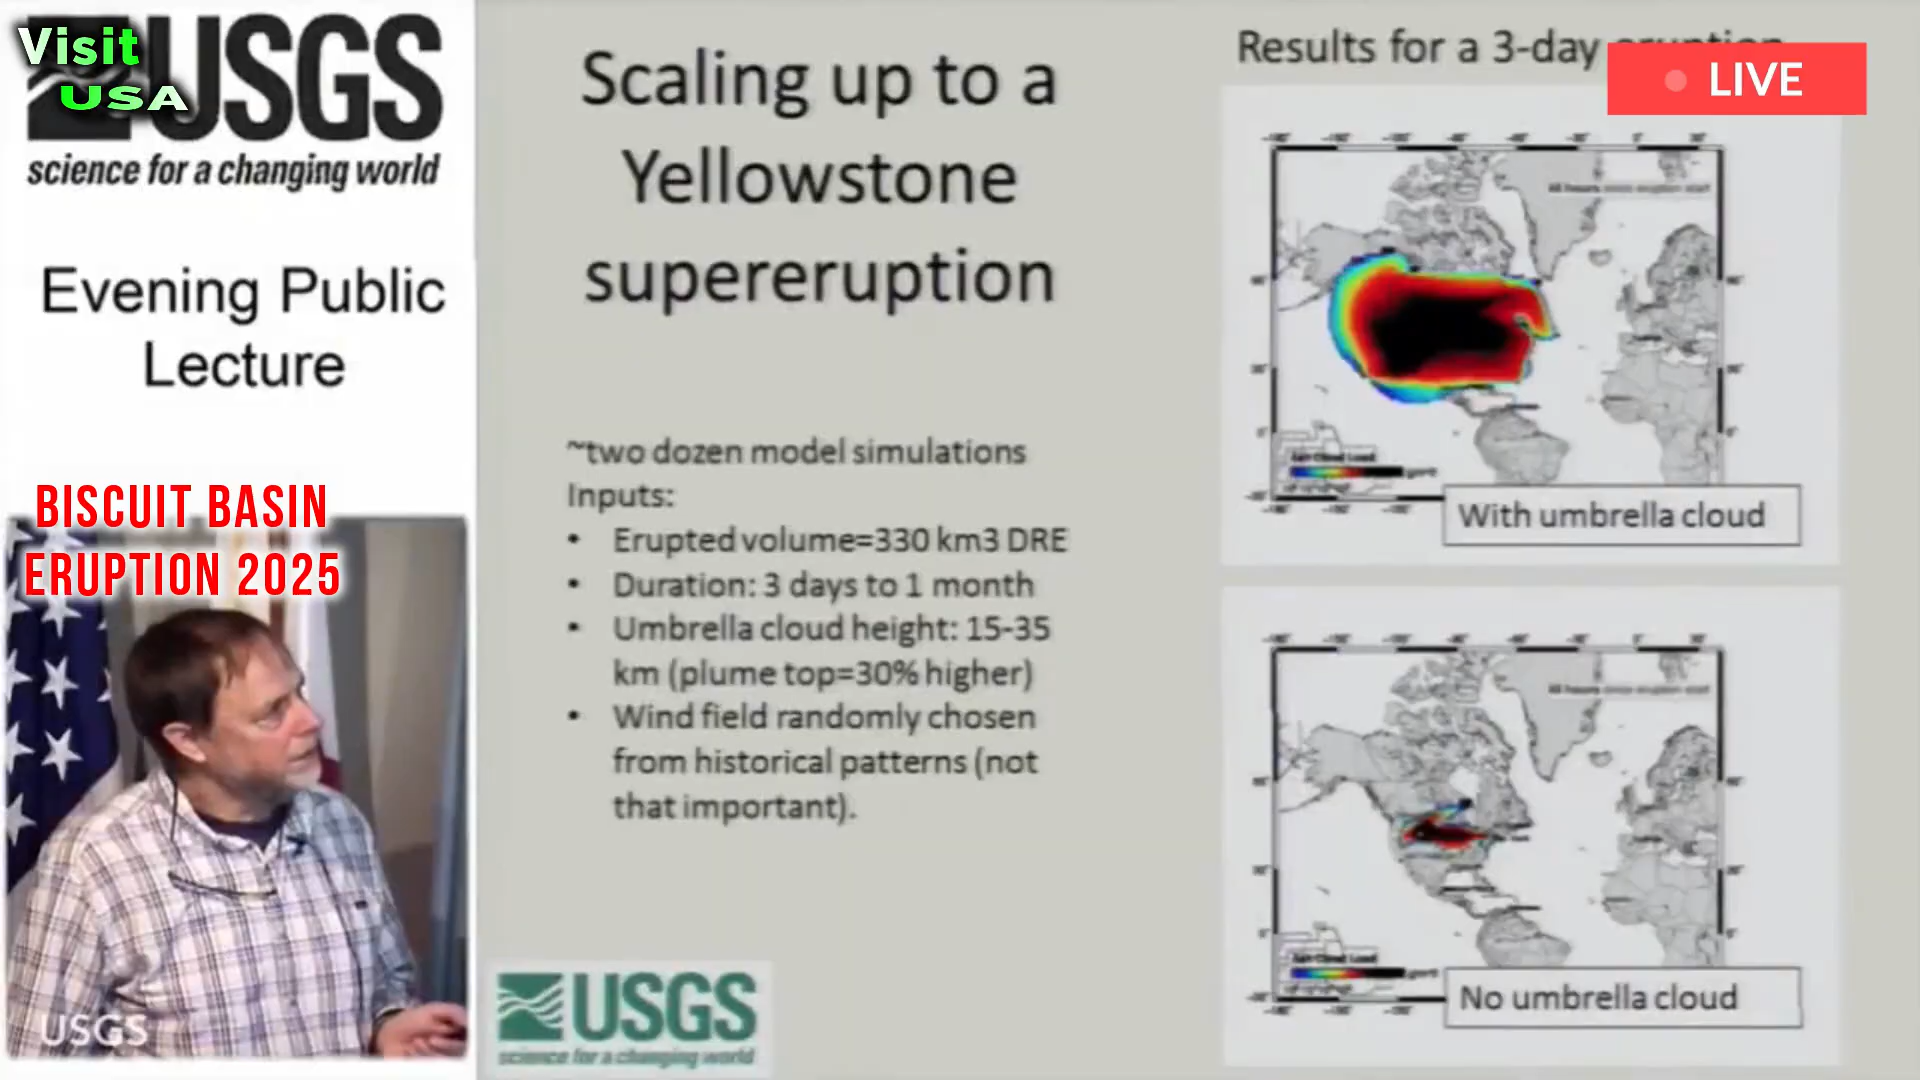 Visit
USA
USGS
science for a changing world
Evening Public
Lecture
BISCUIT BASIN
ERUPTION 2025
USGS
Scaling up to a
Yellowstone
supereruption
~two dozen model simulations
Inputs:
• Erupted volume=330 km3 DRE
• Duration: 3 days to 1 month
• Umbrella cloud height: 15-35
km (plume top=30% higher)
• Wind field randomly chosen
from historical patterns (not
that important).
USGS
science for a changing world
Results for a 3-day eruption
LIVE
With umbrella cloud
No umbrella cloud